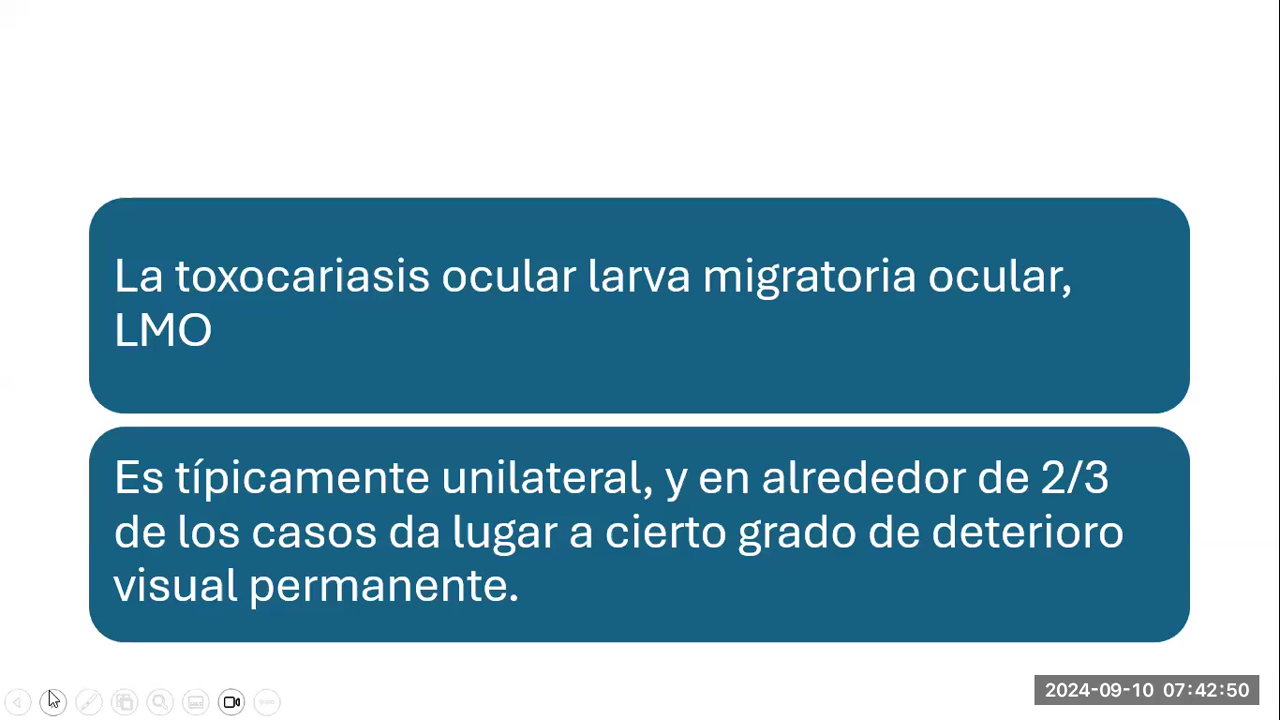 La toxocariasis ocular larva migratoria ocular,
LMO
Es típicamente unilateral, y en alrededor de 2/3
de los casos da lugar a cierto grado de deterioro
visual permanente.
2024-09-10 07:42:50